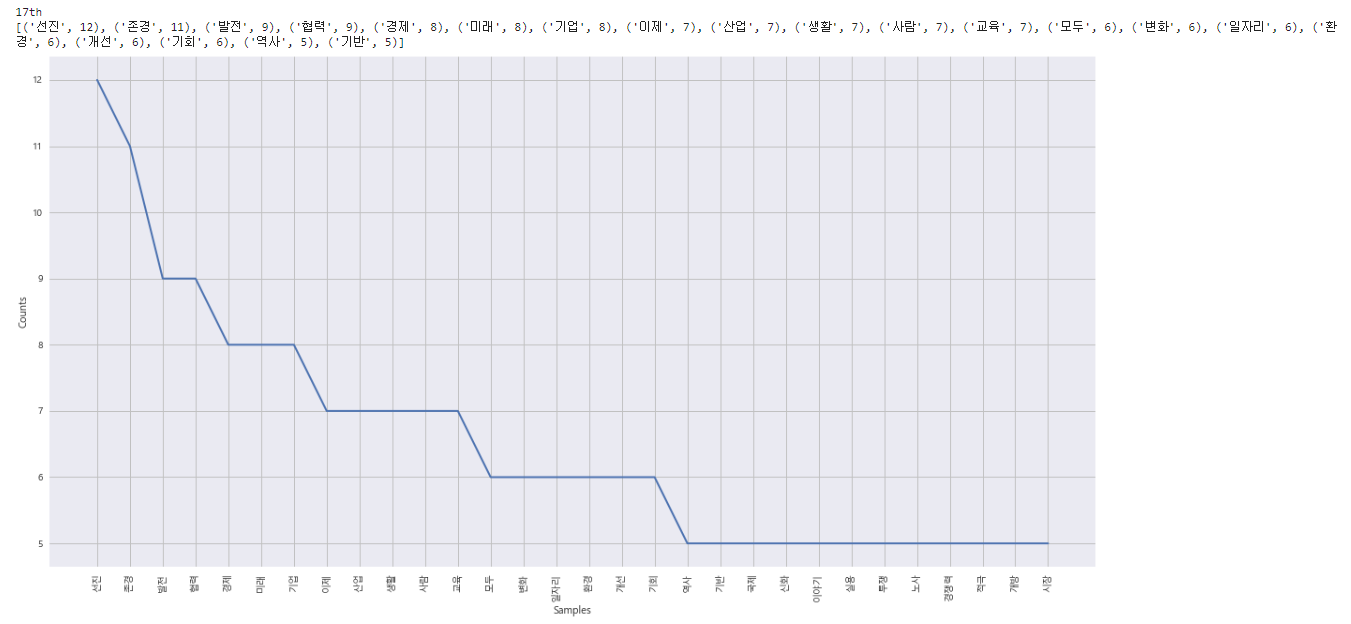 17th
[('선진', 12), ('존경', 11), ('발전', 9), ('협력', 9), ('경제', 8), ('미래', 8), ('기업', 8), ('이제', 7), ('산업', 7), ('생활', 7), ('사람', 7), ('교육', 7), ('모두', 6), ('변화', 6), ('일자리', 6), ('환
경', 6), ('개선', 6), ('기회', 6), ('역사', 5), ('기반', 5)]
12
11
10
9
8
7
6
5
Counts
선진
존경
발전
협력
경제
미래
기업
이제
산업
생활
사람
교육
모두
변화
일자리
환경
개선
기회
역사
기반
국제
신화
이야기
실용
투쟁
노사
경쟁력
적극
개방
시장
Samples